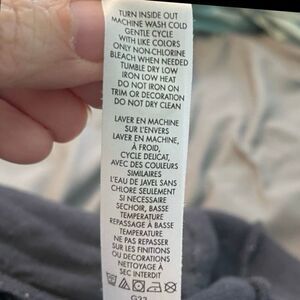 TURN INSIDE OUT
MACHINE WASH COLD
GENTLE CYCLE
WITH LIKE COLORS
ONLY NON-CHLORINE
BLEACH WHEN NEEDED
TUMBLE DRY LOW
IRON LOW HEAT
DO NOT IRON ON
TRIM OR DECORATION
DO NOT DRY CLEAN
LAVER EN MACHINE
SUR L'ENVERS
LAVER EN MACHINE,
À FROID,
CYCLE DELICAT,
AVEC DES COULEURS
SIMILAIRES
L'EAU DE JAVEL SANS
CHLORE SEULEMENT
SI NECESSAIRE
SECHOIR, BASSE
TEMPERATURE
REPASSAGE À BASSE
TEMPERATURE
NE PAS REPASSER
SUR LES FINITIONS
OU DECORATIONS
NETTOYAGE À
SEC INTERDIT
G33